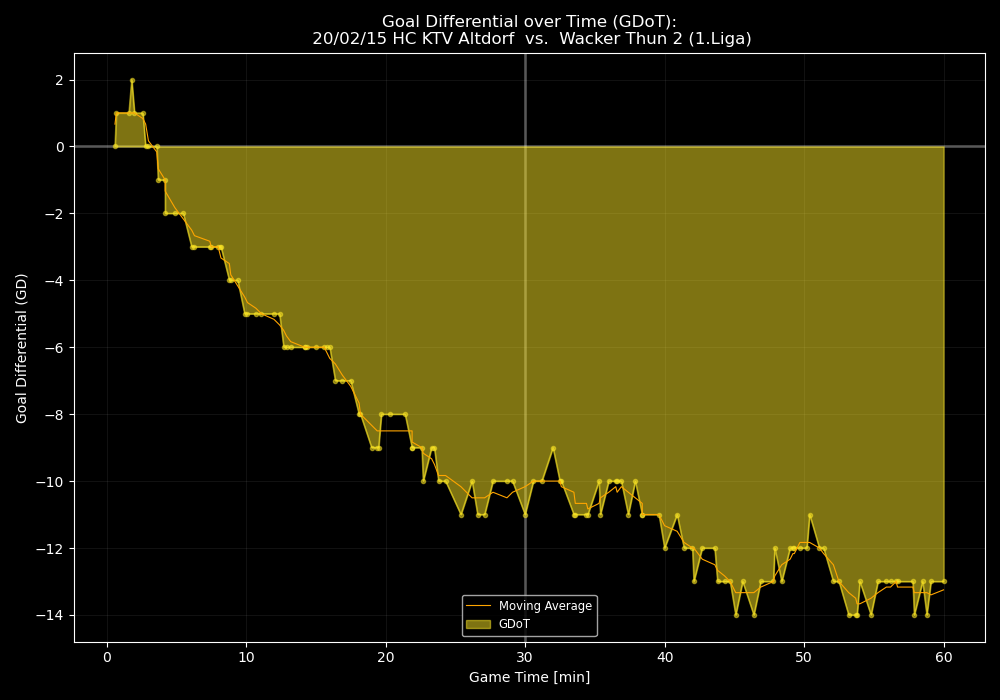 Goal Differential over Time (GDoT):
20/02/15 HC KTV Altdorf  vs.  Wacker Thun 2 (1.Liga)
Goal Differential (GD)
2
0
−2
−4
−6
−8
−10
−12
−14
Moving Average
GDoT
0 10 20 30 40 50 60
Game Time [min]